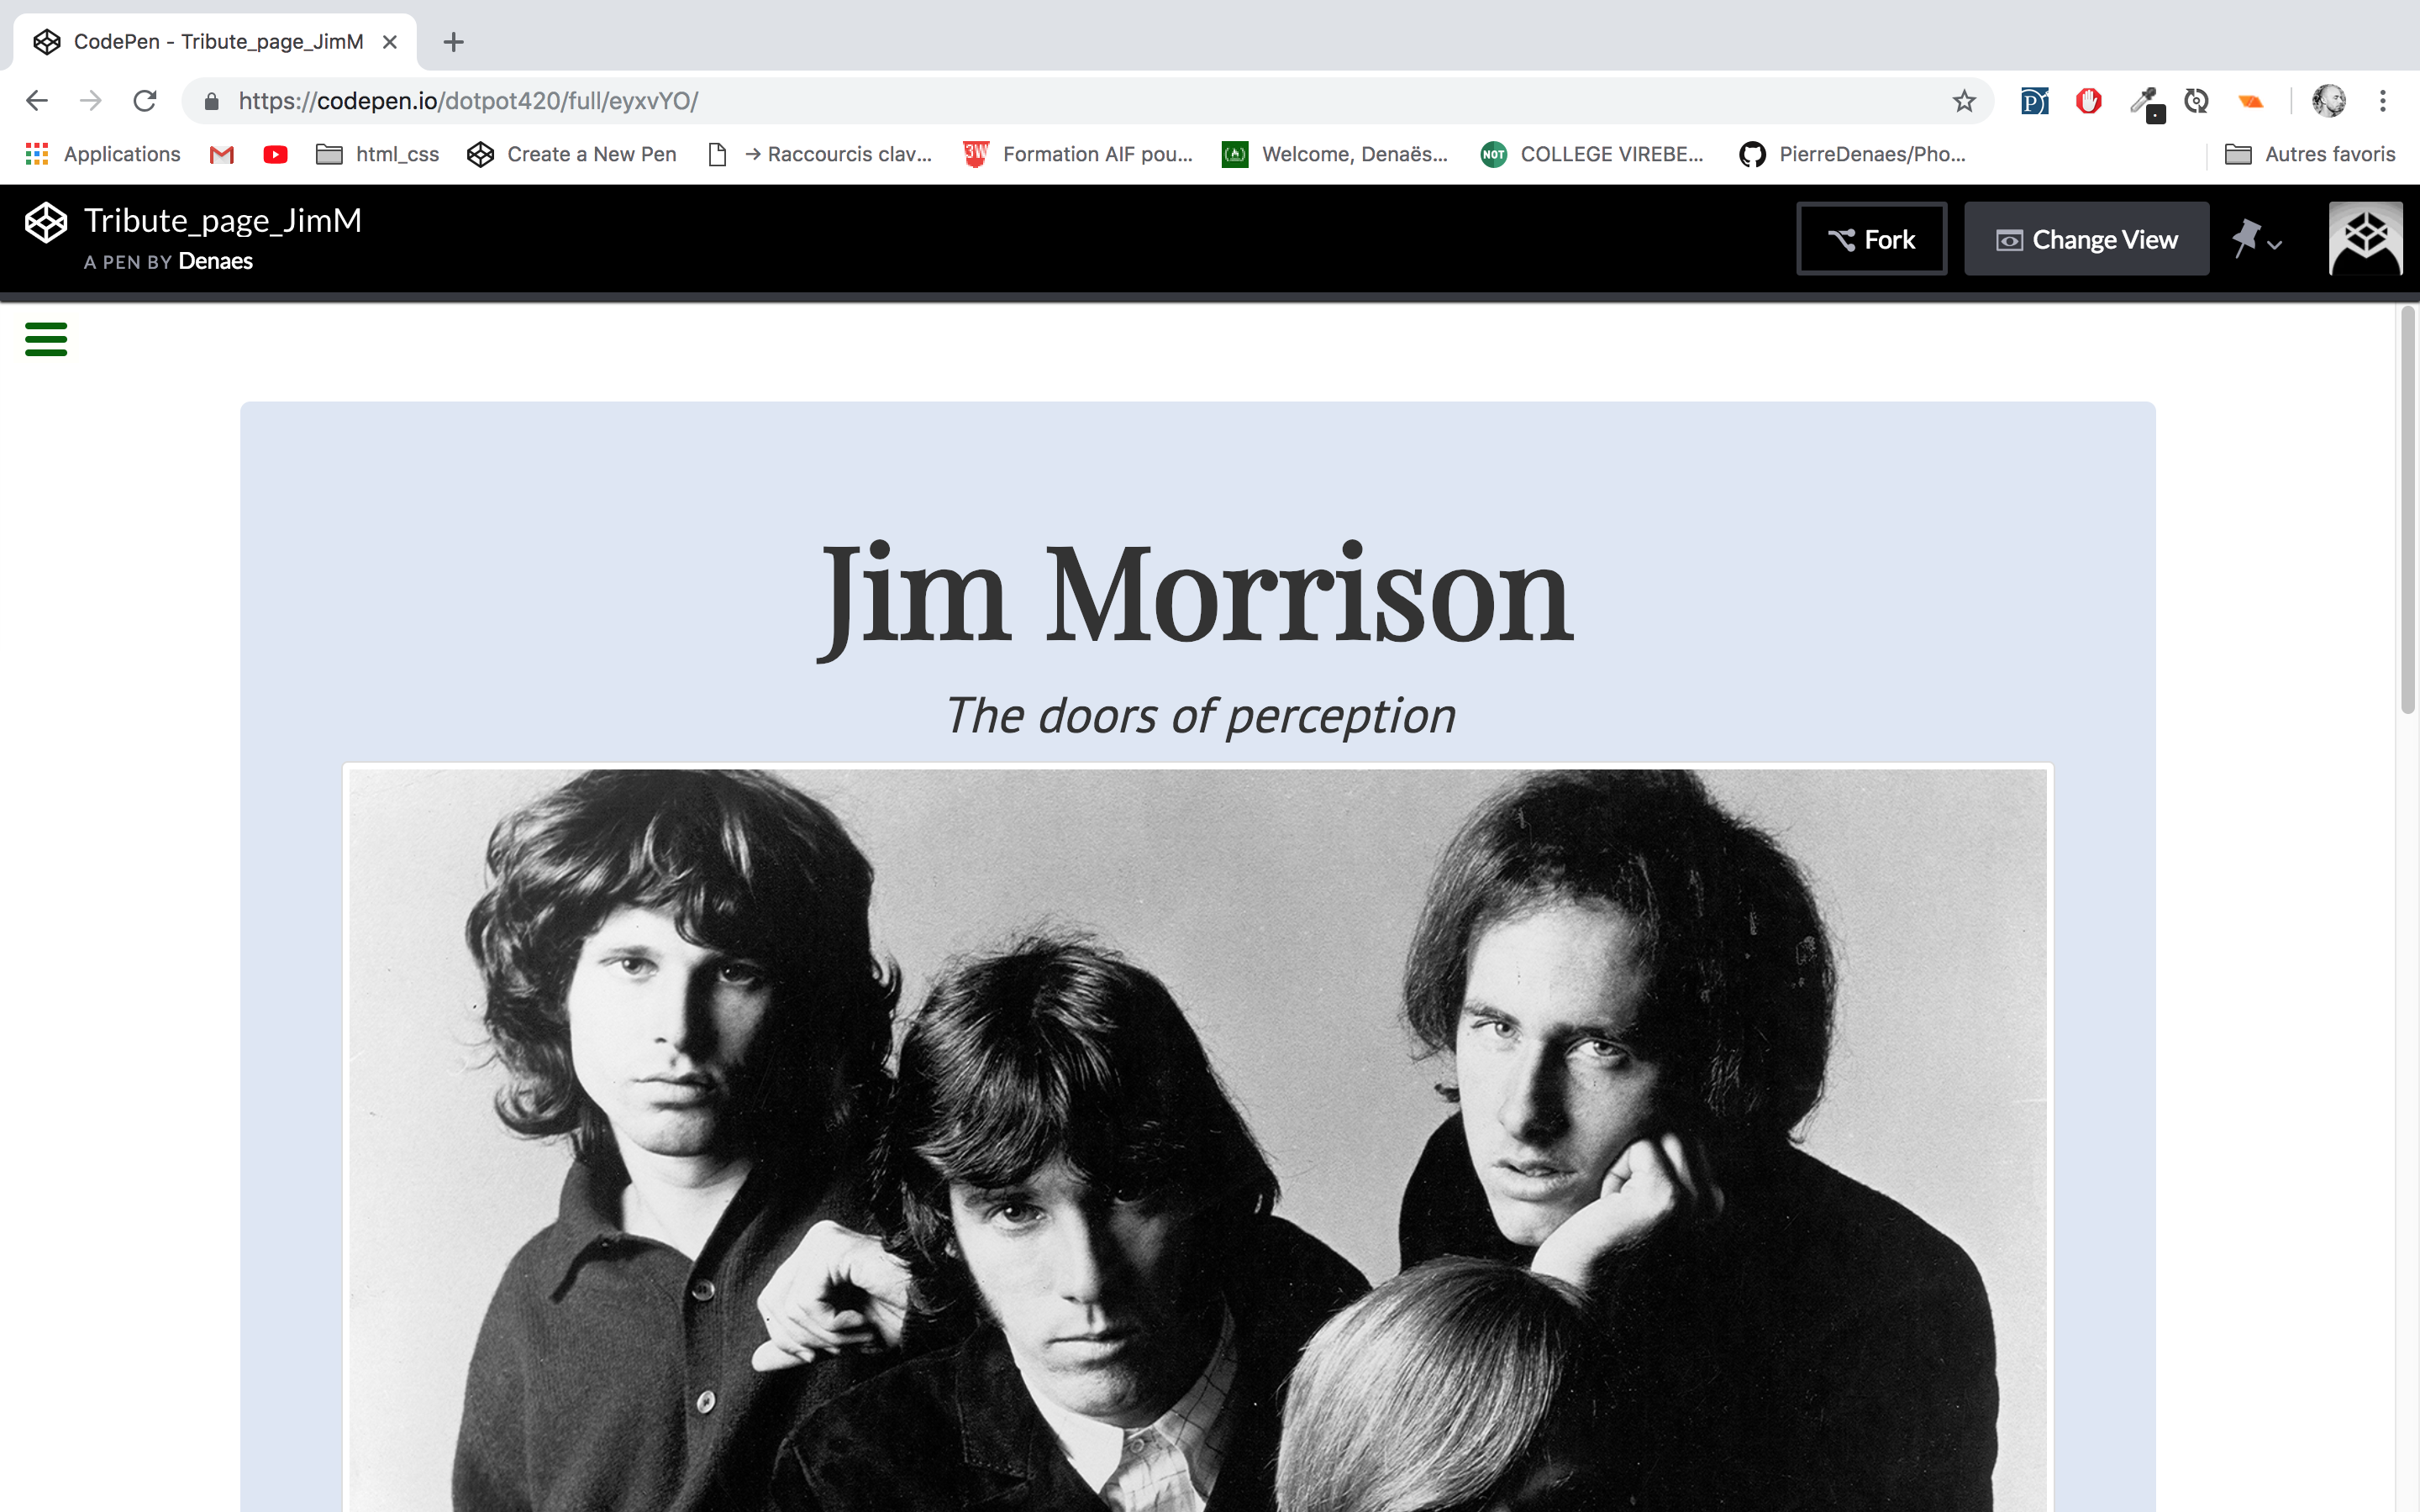 CodePen - Tribute_page_JimM
https://codepen.io/dotpot420/full/eyxvYO/
Applications
html_css
Create a New Pen
→ Raccourcis clav...
3W
Formation AIF pou...
Welcome, Denaës...
NOT
COLLEGE VIREBE...
PierreDenaes/Pho...
Autres favoris
Tribute_page_JimM
A PEN BY Denaes
Fork
Change View
Jim Morrison
The doors of perception